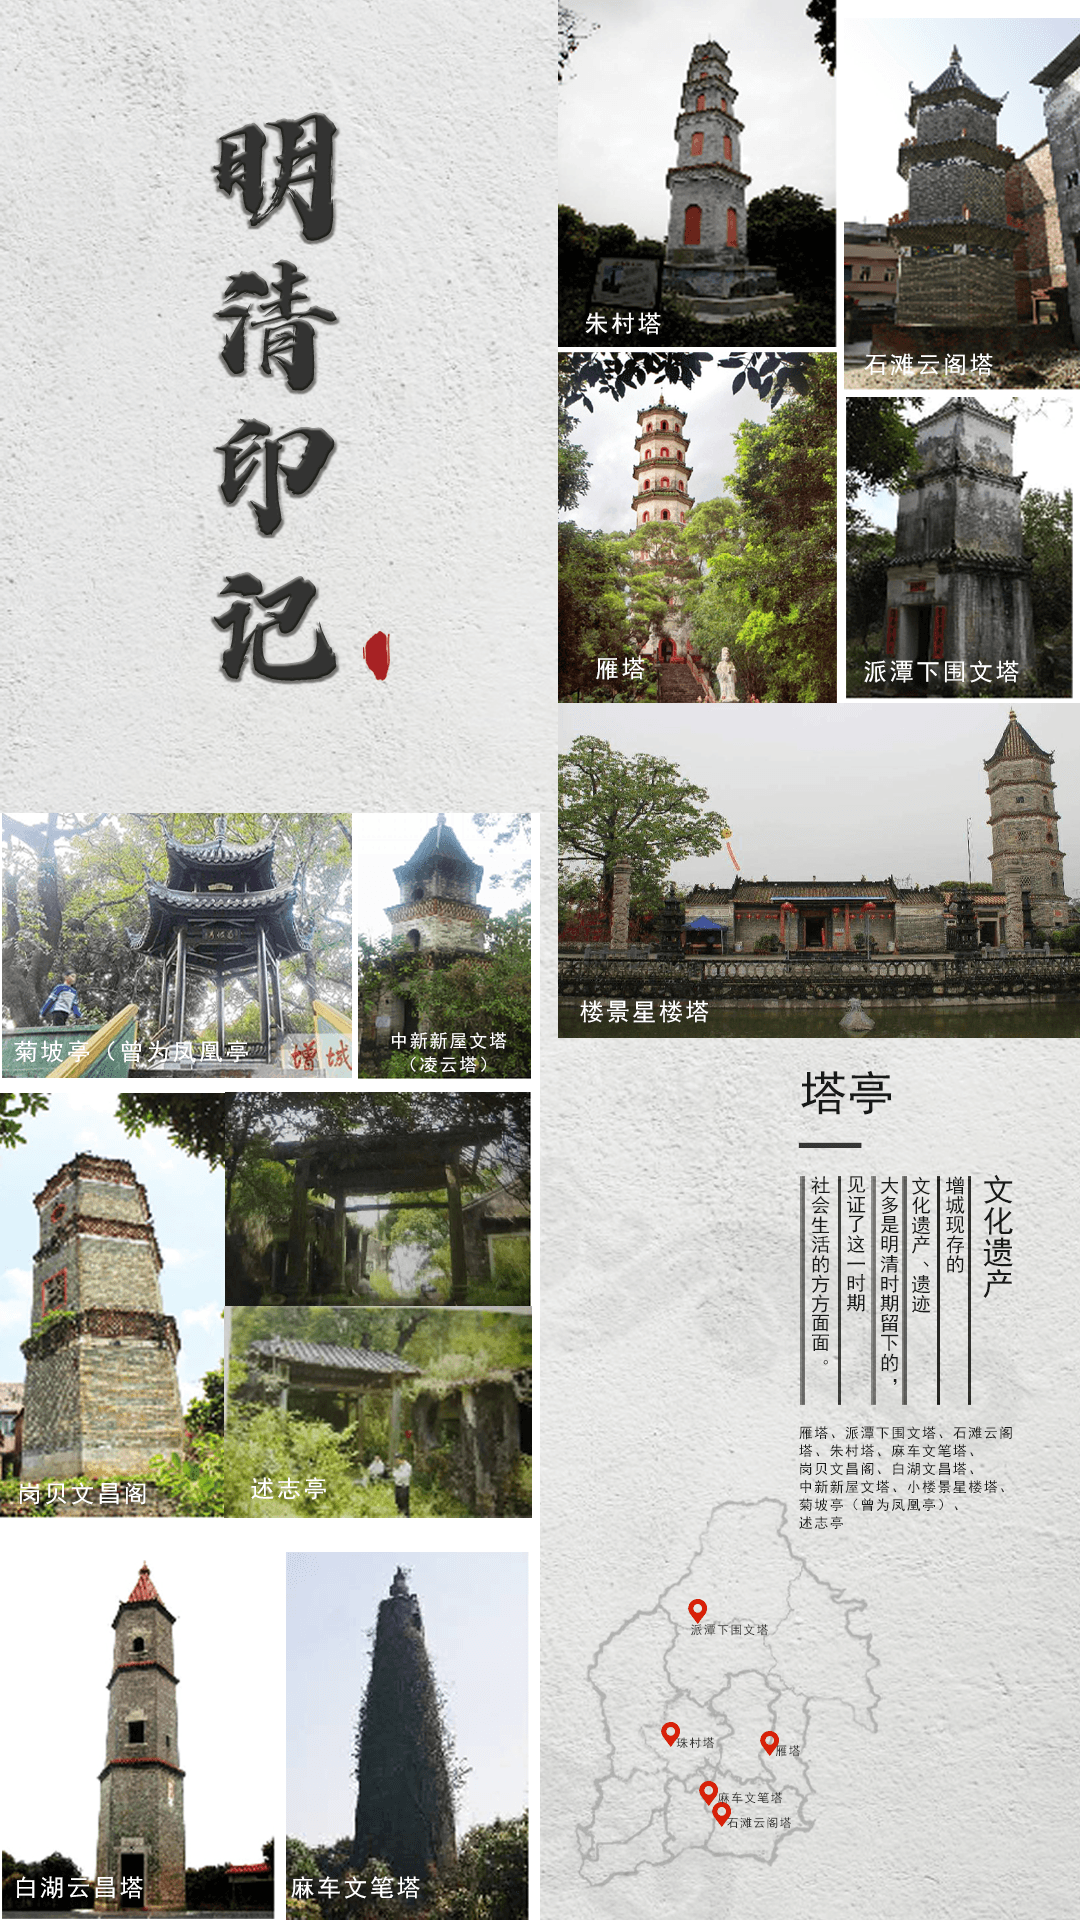 明清印记
朱村塔
石滩云阁塔
雁塔
派潭下围文塔
楼景星楼塔
菊坡亭（曾为凤凰亭
增城
中新新屋文塔
（凌云塔）
岗贝文昌阁
述志亭
白湖云昌塔
麻车文笔塔
塔亭
文化遗产
增城现存的
文化遗产、遗迹
大多是明清时期留下的，
见证了这一时期
社会生活的方方面面。
雁塔、派潭下围文塔、石滩云阁
塔、朱村塔、麻车文笔塔、
岗贝文昌阁、白湖文昌塔、
中新新屋文塔、小楼景星楼塔、
菊坡亭（曾为凤凰亭）、
述志亭
派潭下围文塔
珠村塔
雁塔
麻车文笔塔
石滩云阁塔